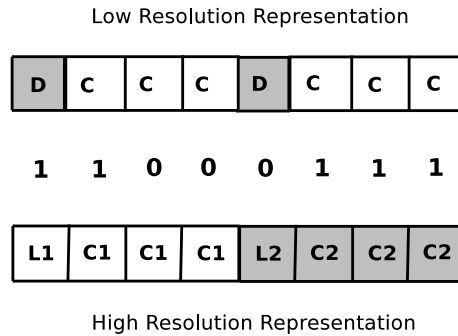 Low Resolution Representation
D C C C D C C C
1 1 0 0 0 1 1 1
L1 C1 C1 C1 L2 C2 C2 C2
High Resolution Representation